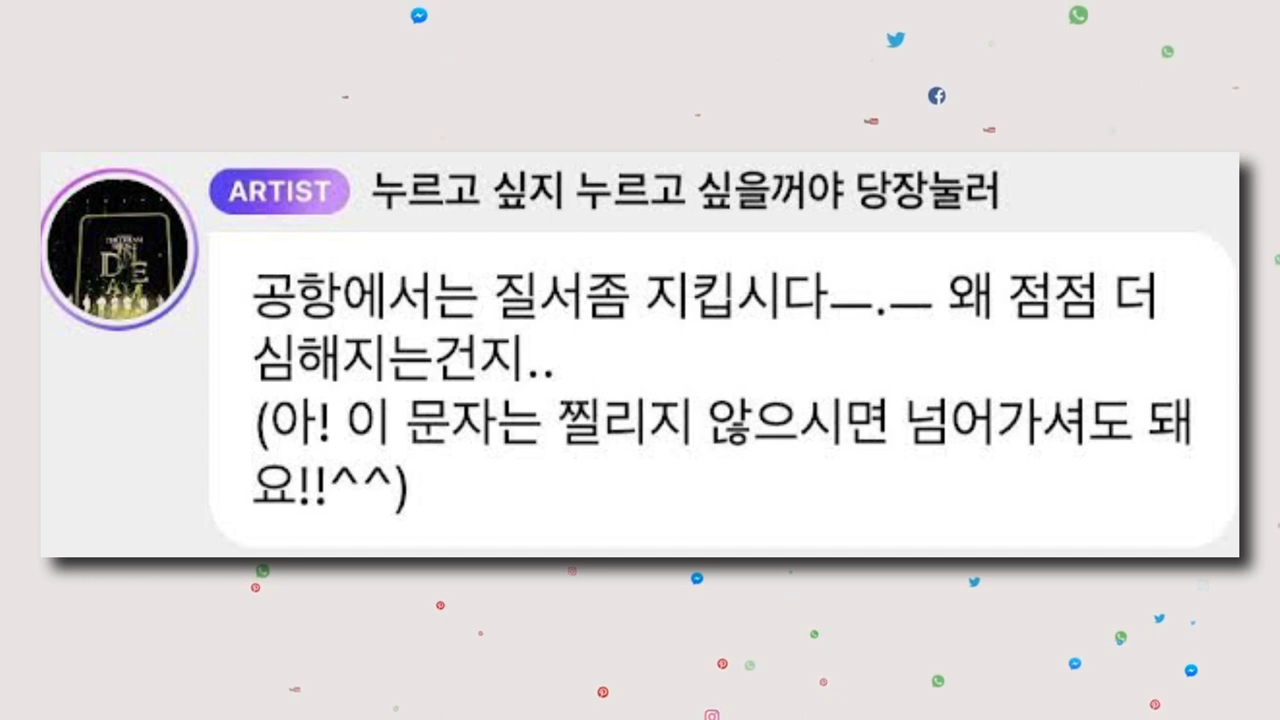 ARTIST 누르고 싶지 누르고 싶을꺼야 당장눌러
공항에서는 질서좀 지킵시다ㅡ.ㅡ 왜 점점 더
심해지는건지..
(아! 이 문자는 찔리지 않으시면 넘어가셔도 돼
요!!^^)